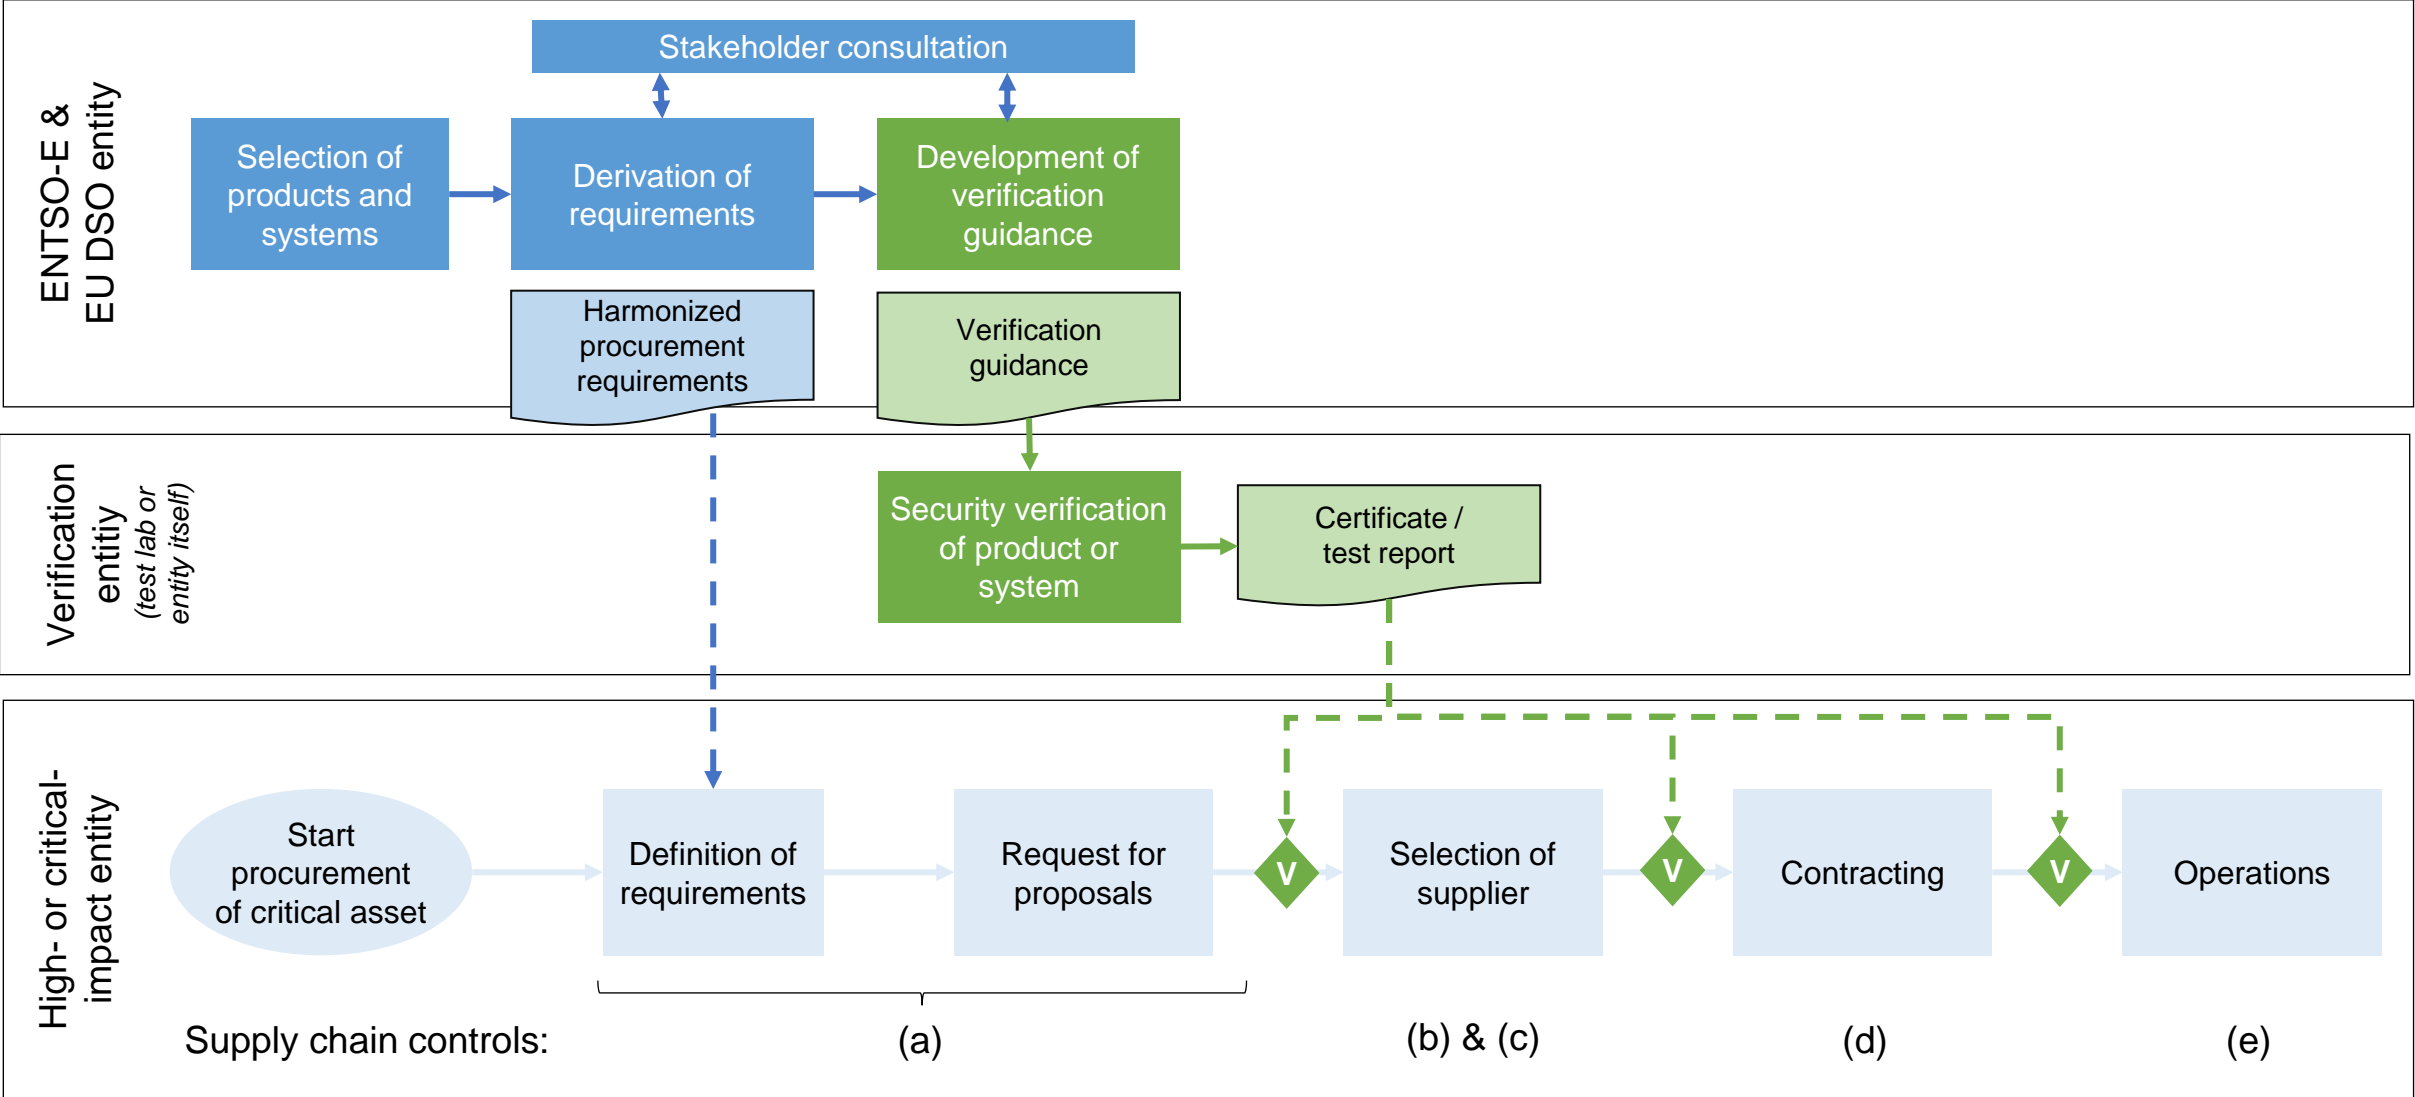 ENTSO-E &
EU DSO entity
Stakeholder consultation
Selection of
products and
systems
Derivation of
requirements
Development of
verification
guidance
Harmonized
procurement
requirements
Verification
guidance
Verification
entity
(test lab or
entity itself)
Security verification
of product or
system
Certificate /
test report
High- or critical-
impact entity
Start
procurement
of critical asset
Definition of
requirements
Request for
proposals
V
Selection of
supplier
V
Contracting
V
Operations
Supply chain controls:
(a)
(b) & (c)
(d)
(e)